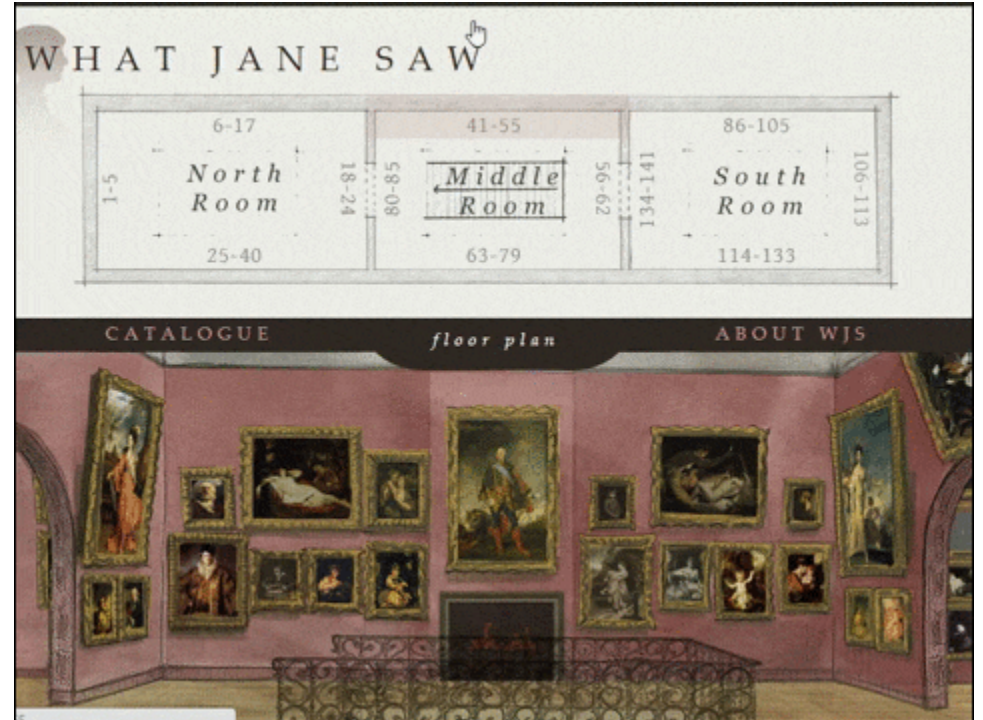 WHAT JANE SAW
6-17
41-55
86-105
1-5
North
Room
18-24
80-85
Middle
Room
56-62
134-141
South
Room
106-113
25-40
63-79
114-133
CATALOGUE
floor plan
ABOUT WJS